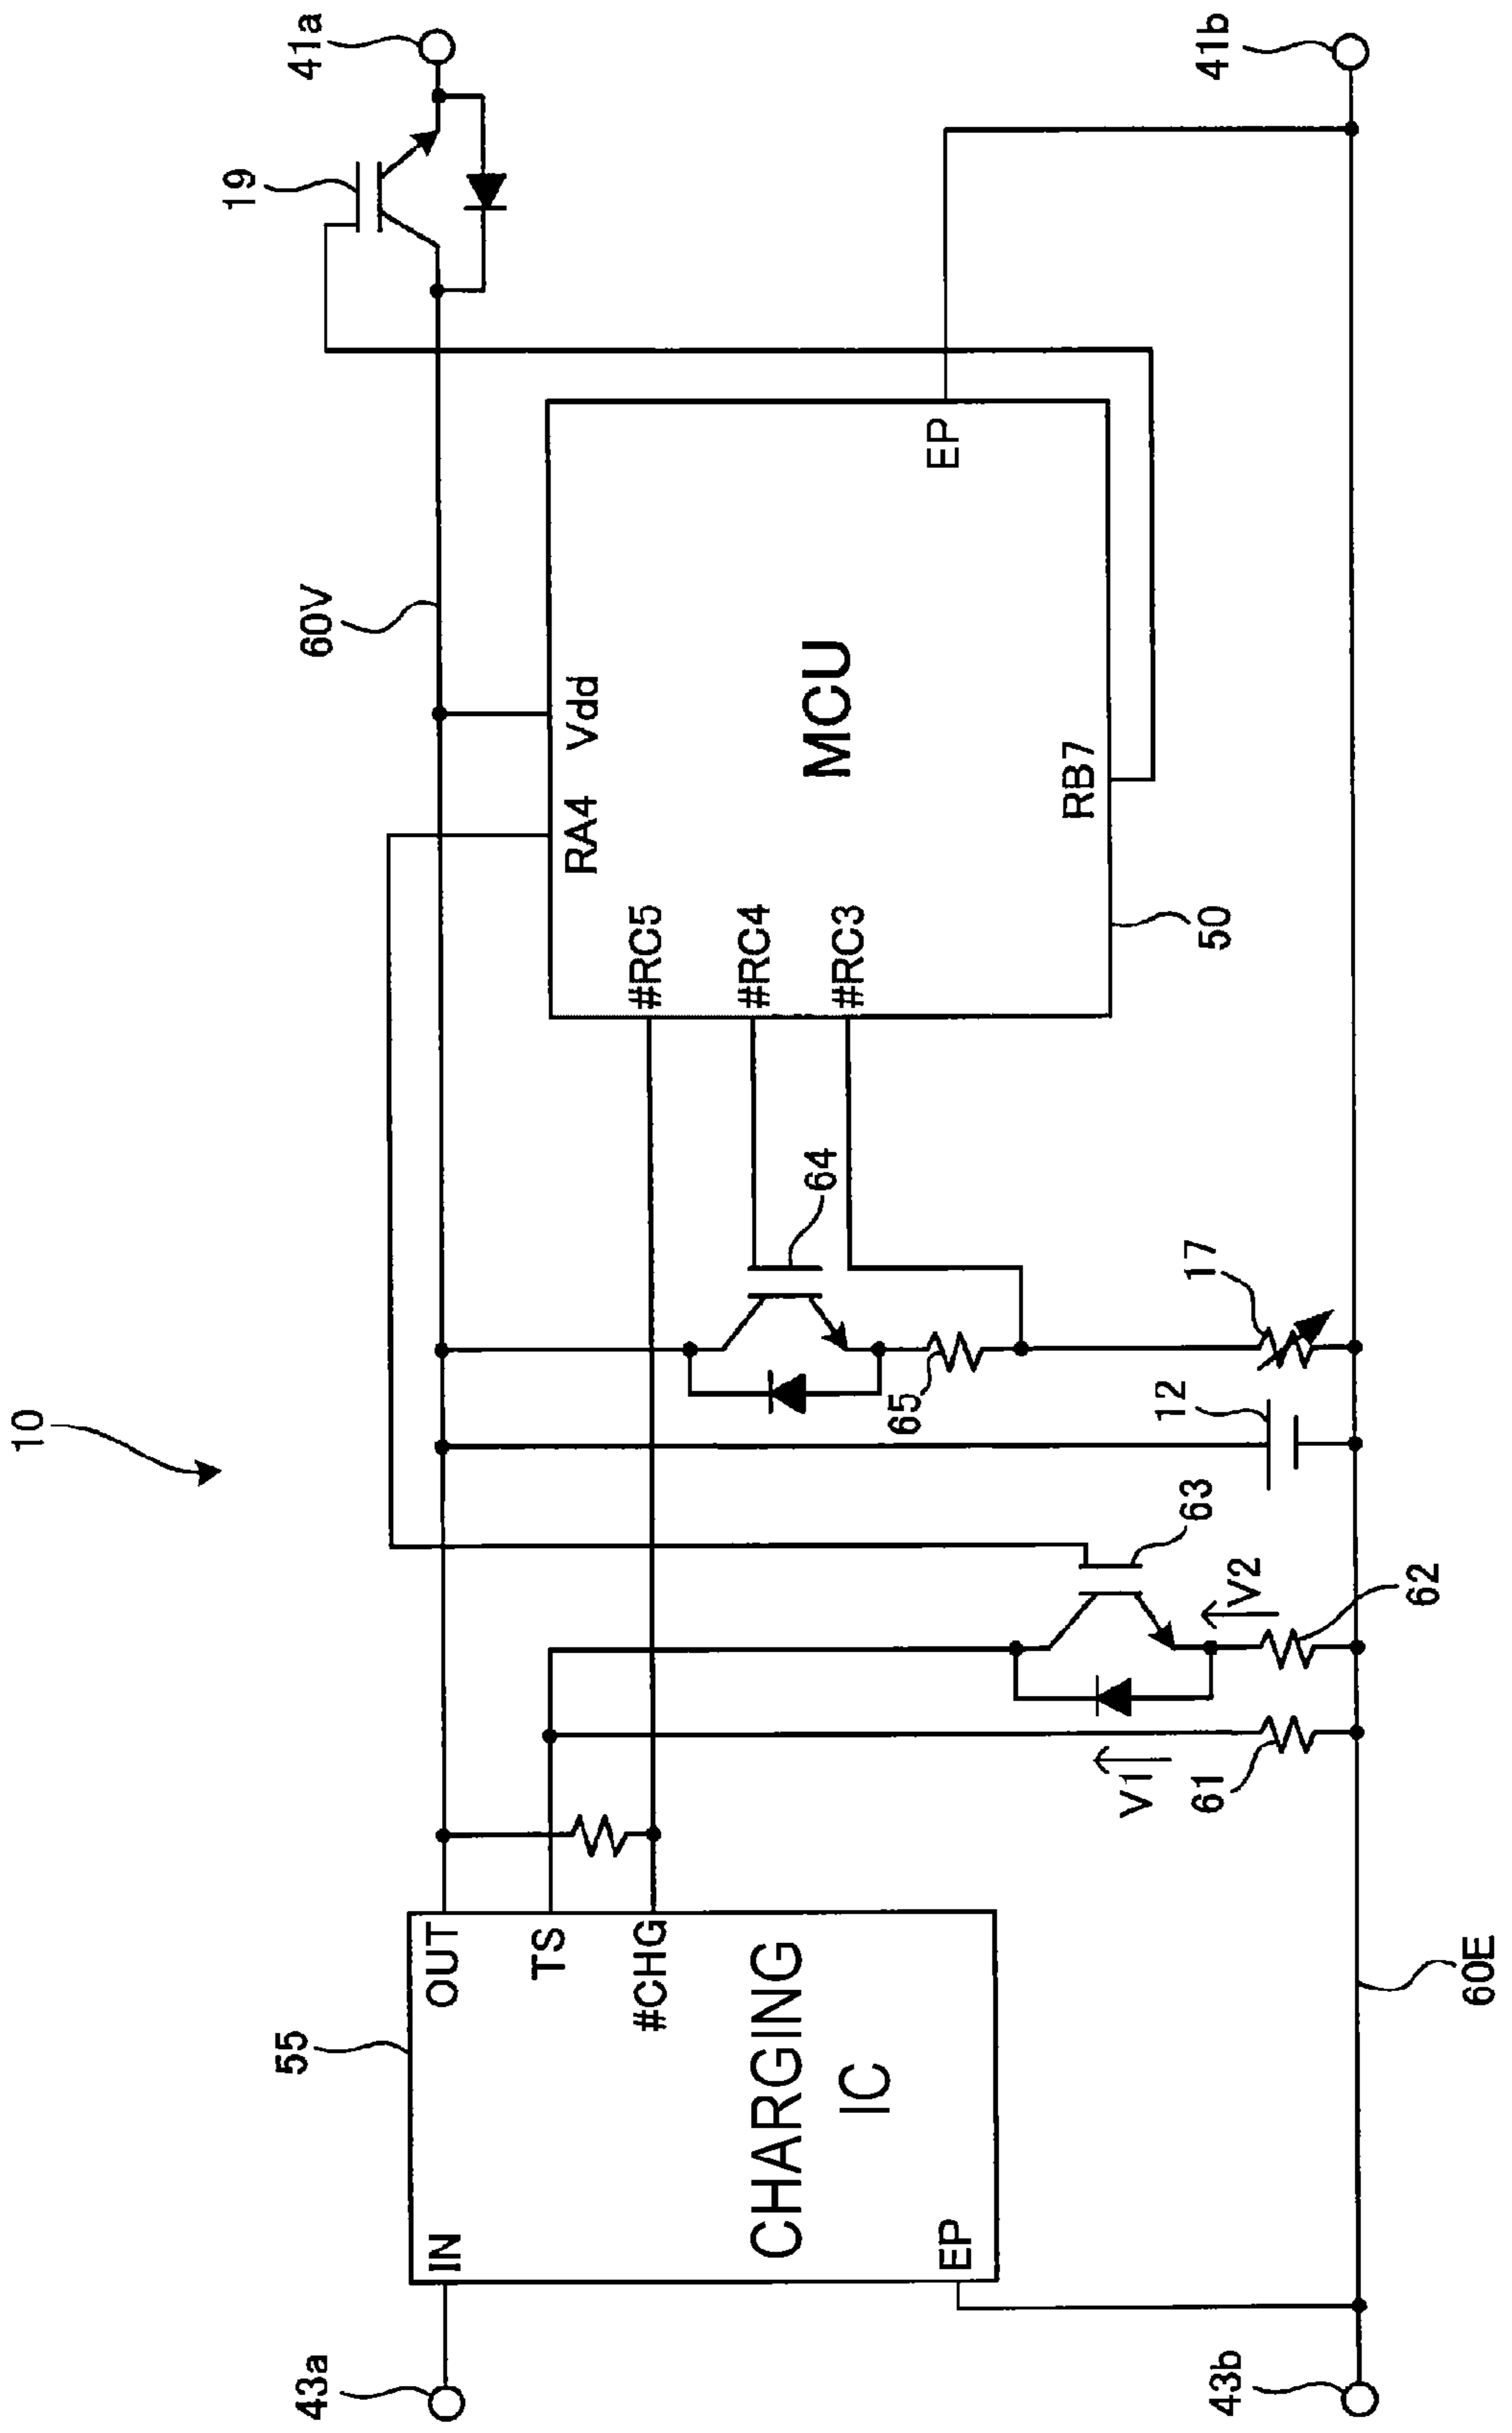 10
43a
55
IN
OUT
TS
#CHG
CHARGING
IC
EP
43b
60E
V1
61
V2
62
63
12
65
64
17
60V
RA4
Vdd
#RC5
#RC4
#RC3
MCU
RB7
EP
50
19
41a
41b